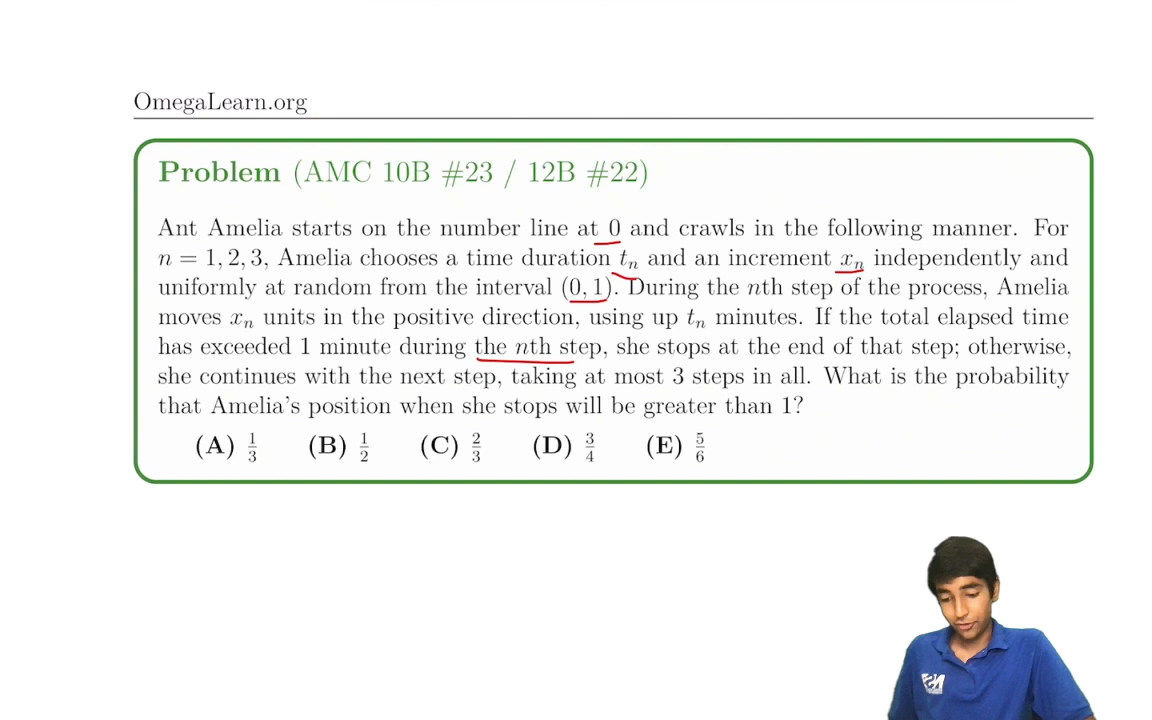 OmegaLearn.org
Problem (AMC 10B #23 / 12B #22)
Ant Amelia starts on the number line at 0 and crawls in the following manner. For
n = 1, 2, 3, Amelia chooses a time duration tₙ and an increment xₙ independently and
uniformly at random from the interval (0, 1). During the nth step of the process, Amelia
moves xₙ units in the positive direction, using up tₙ minutes. If the total elapsed time
has exceeded 1 minute during the nth step, she stops at the end of that step; otherwise,
she continues with the next step, taking at most 3 steps in all. What is the probability
that Amelia's position when she stops will be greater than 1?
(A) 1/3 (B) 1/2 (C) 2/3 (D) 3/4 (E) 5/6